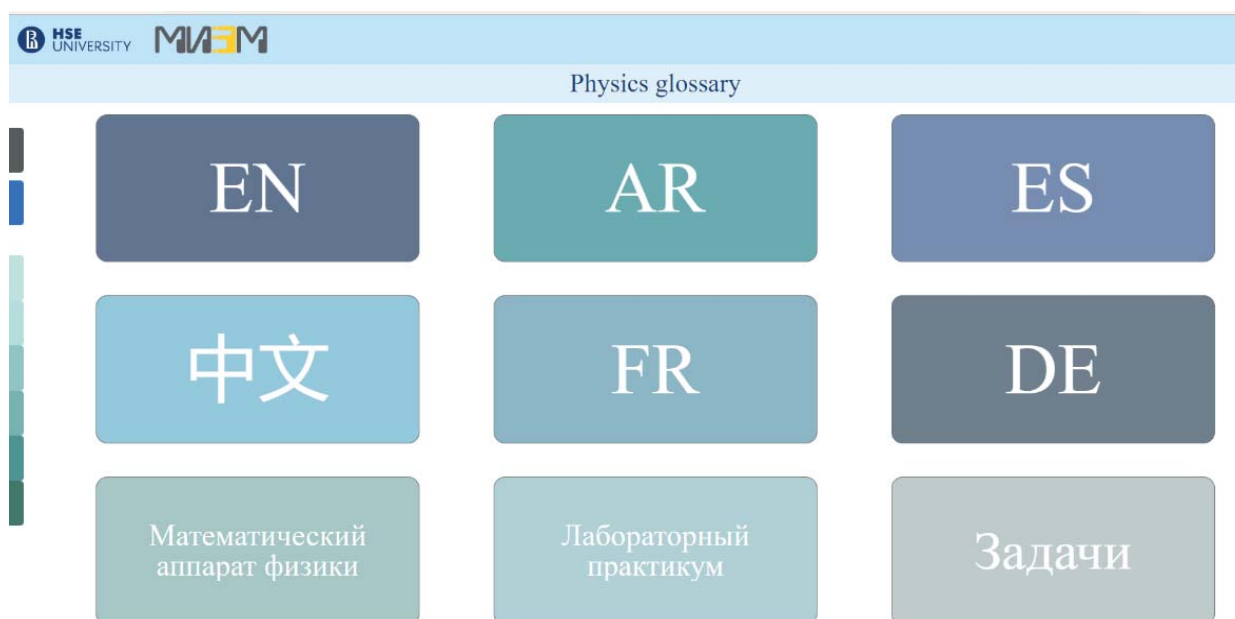 HSE
UNIVERSITY
МИЭМ
Physics glossary
EN
AR
ES
中文
FR
DE
Математический
аппарат физики
Лабораторный
практикум
Задачи